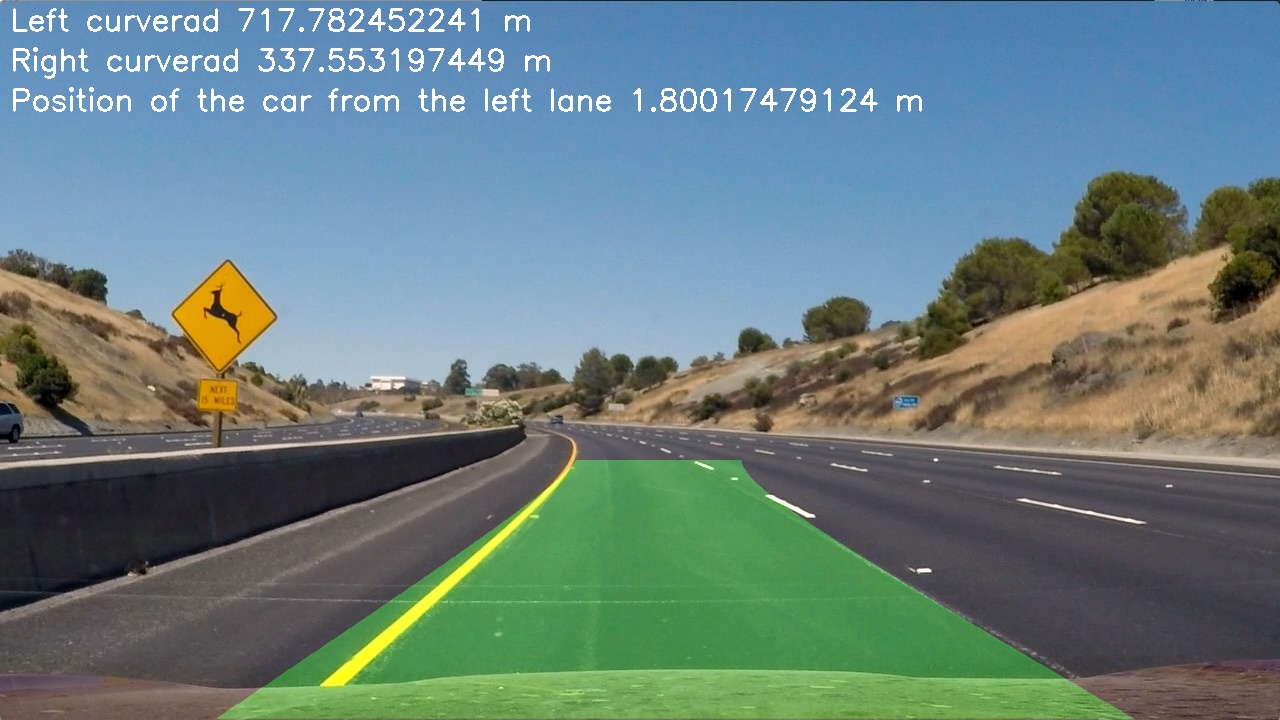 Left curverad 717.782452241 m
Right curverad 337.553197449 m
Position of the car from the left lane 1.80017479124 m
NEXT
15 MILES